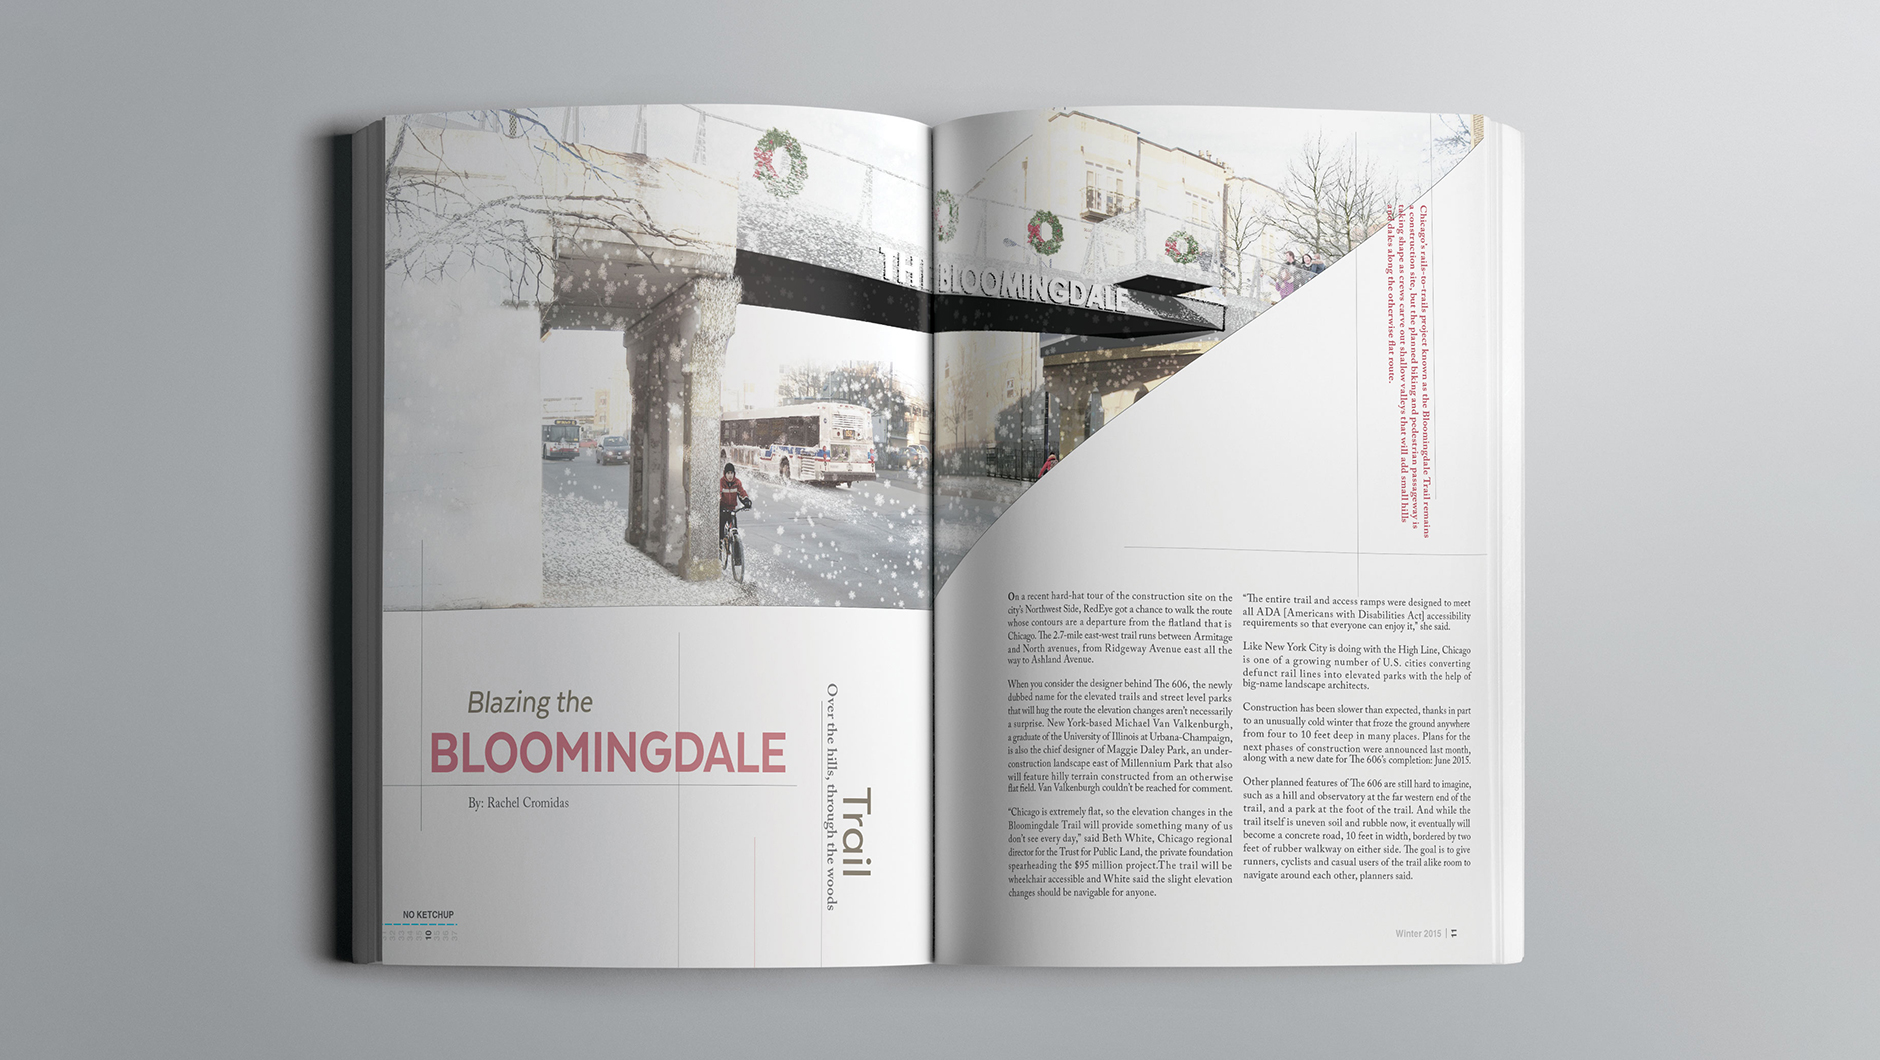 THE BLOOMINGDALE
Blazing the
BLOOMINGDALE
Trail
Over the hills, through the woods
By: Rachel Cromidas
NO KETCHUP
10
Chicago's rails-to-trails project known as the Bloomingdale Trail remains
a construction site, but the planned biking and pedestrian passageway is
taking shape as crews carve out shallow valleys that will add small hills
and dales along the otherwise flat route.
On a recent hard-hat tour of the construction site on the
city's Northwest Side, RedEye got a chance to walk the route
whose contours are a departure from the flatland that is
Chicago. The 2.7-mile east-west trail runs between Armitage
and North avenues, from Ridgeway Avenue east all the
way to Ashland Avenue.
When you consider the designer behind The 606, the newly
dubbed name for the elevated trails and street level parks
that will hug the route the elevation changes aren't necessarily
a surprise. New York-based Michael Van Valkenburgh,
a graduate of the University of Illinois at Urbana-Champaign,
is also the chief designer of Maggie Daley Park, an under-
construction landscape east of Millennium Park that also
will feature hilly terrain constructed from an otherwise
flat field. Van Valkenburgh couldn't be reached for comment.
"Chicago is extremely flat, so the elevation changes in the
Bloomingdale Trail will provide something many of us
don't see every day," said Beth White, Chicago regional
director for the Trust for Public Land, the private foundation
spearheading the $95 million project.The trail will be
wheelchair accessible and White said the slight elevation
changes should be navigable for anyone.
"The entire trail and access ramps were designed to meet
all ADA [Americans with Disabilities Act] accessibility
requirements so that everyone can enjoy it," she said.
Like New York City is doing with the High Line, Chicago
is one of a growing number of U.S. cities converting
defunct rail lines into elevated parks with the help of
big-name landscape architects.
Construction has been slower than expected, thanks in part
to an unusually cold winter that froze the ground anywhere
from four to 10 feet deep in many places. Plans for the
next phases of construction were announced last month,
along with a new date for The 606's completion: June 2015.
Other planned features of The 606 are still hard to imagine,
such as a hill and observatory at the far western end of the
trail, and a park at the foot of the trail. And while the
trail itself is uneven soil and rubble now, it eventually will
become a concrete road, 10 feet in width, bordered by two
feet of rubber walkway on either side. The goal is to give
runners, cyclists and casual users of the trail alike room to
navigate around each other, planners said.
Winter 2015 | 11